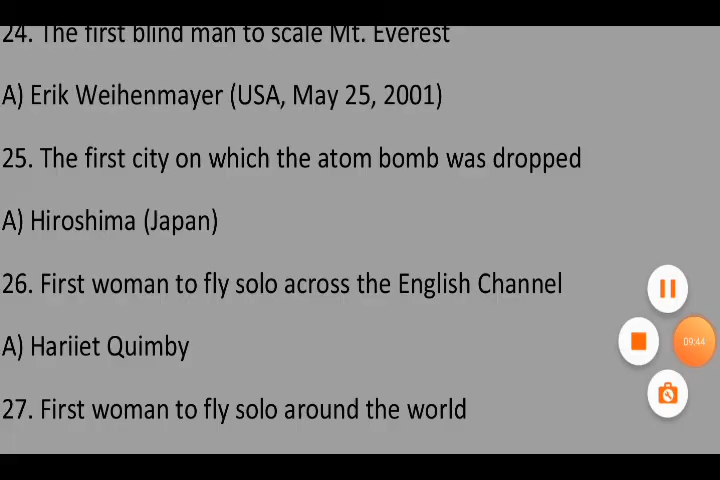 24. The first blind man to scale Mt. Everest
A) Erik Weihenmayer (USA, May 25, 2001)
25. The first city on which the atom bomb was dropped
A) Hiroshima (Japan)
26. First woman to fly solo across the English Channel
A) Hariiet Quimby
27. First woman to fly solo around the world
09:44